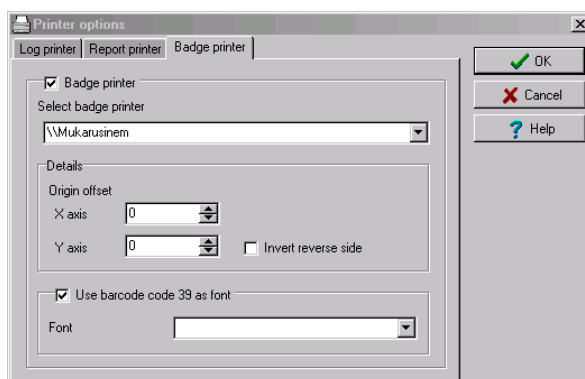 Printer options
Log printer Report printer Badge printer
OK
Cancel
Help
Badge printer
Select badge printer
\\Mukarusinem
Details
Origin offset
X axis 0
Y axis 0 Invert reverse side
Use barcode code 39 as font
Font